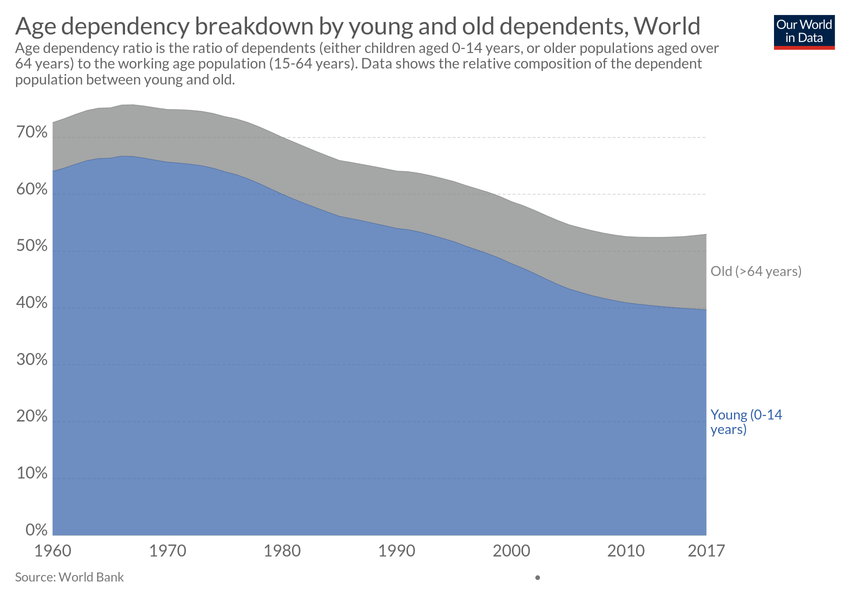 Age dependency breakdown by young and old dependents, World
Our World
in Data
Age dependency ratio is the ratio of dependents (either children aged 0-14 years, or older populations aged over
64 years) to the working age population (15-64 years). Data shows the relative composition of the dependent
population between young and old.
70%
60%
50%
40%
30%
20%
10%
0%
Old (>64 years)
Young (0-14
years)
1960 1970 1980 1990 2000 2010 2017
Source: World Bank
•